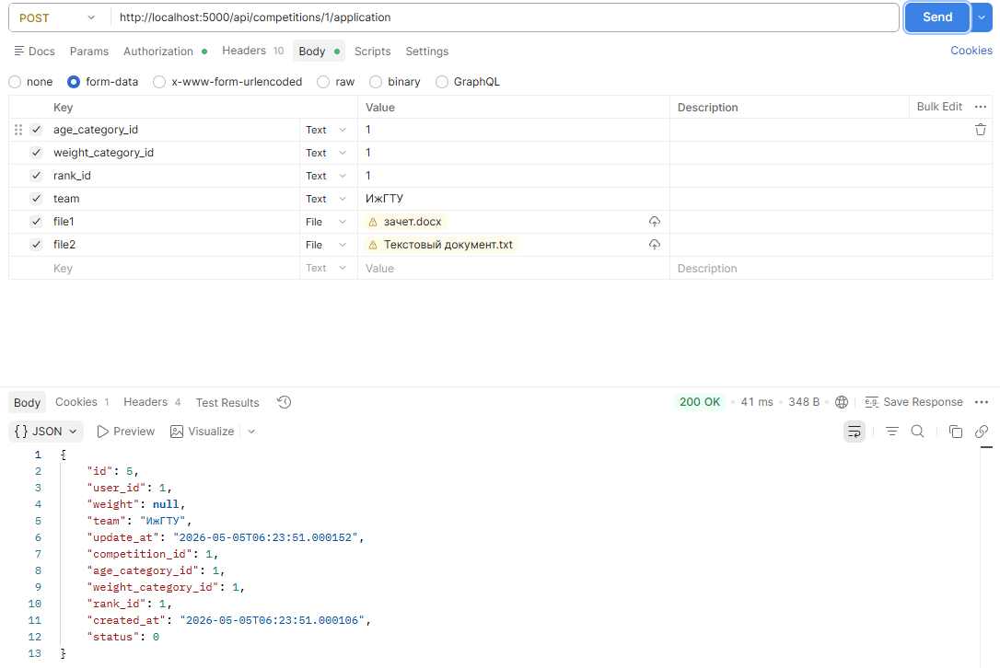 POST http://localhost:5000/api/competitions/1/application Send
Docs Params Authorization Headers 10 Body Scripts Settings Cookies
none form-data x-www-form-urlencoded raw binary GraphQL
Key Value Description Bulk Edit
age_category_id Text 1
weight_category_id Text 1
rank_id Text 1
team Text ИжГТУ
file1 File зачет.docx
file2 File Текстовый документ.txt
Key Text Value Description
Body Cookies 1 Headers 4 Test Results 200 OK • 41 ms • 348 B • e.g. Save Response
{} JSON Preview Visualize
1 {
2 "id": 5,
3 "user_id": 1,
4 "weight": null,
5 "team": "ИжГТУ",
6 "update_at": "2026-05-05T06:23:51.000152",
7 "competition_id": 1,
8 "age_category_id": 1,
9 "weight_category_id": 1,
10 "rank_id": 1,
11 "created_at": "2026-05-05T06:23:51.000106",
12 "status": 0
13 }